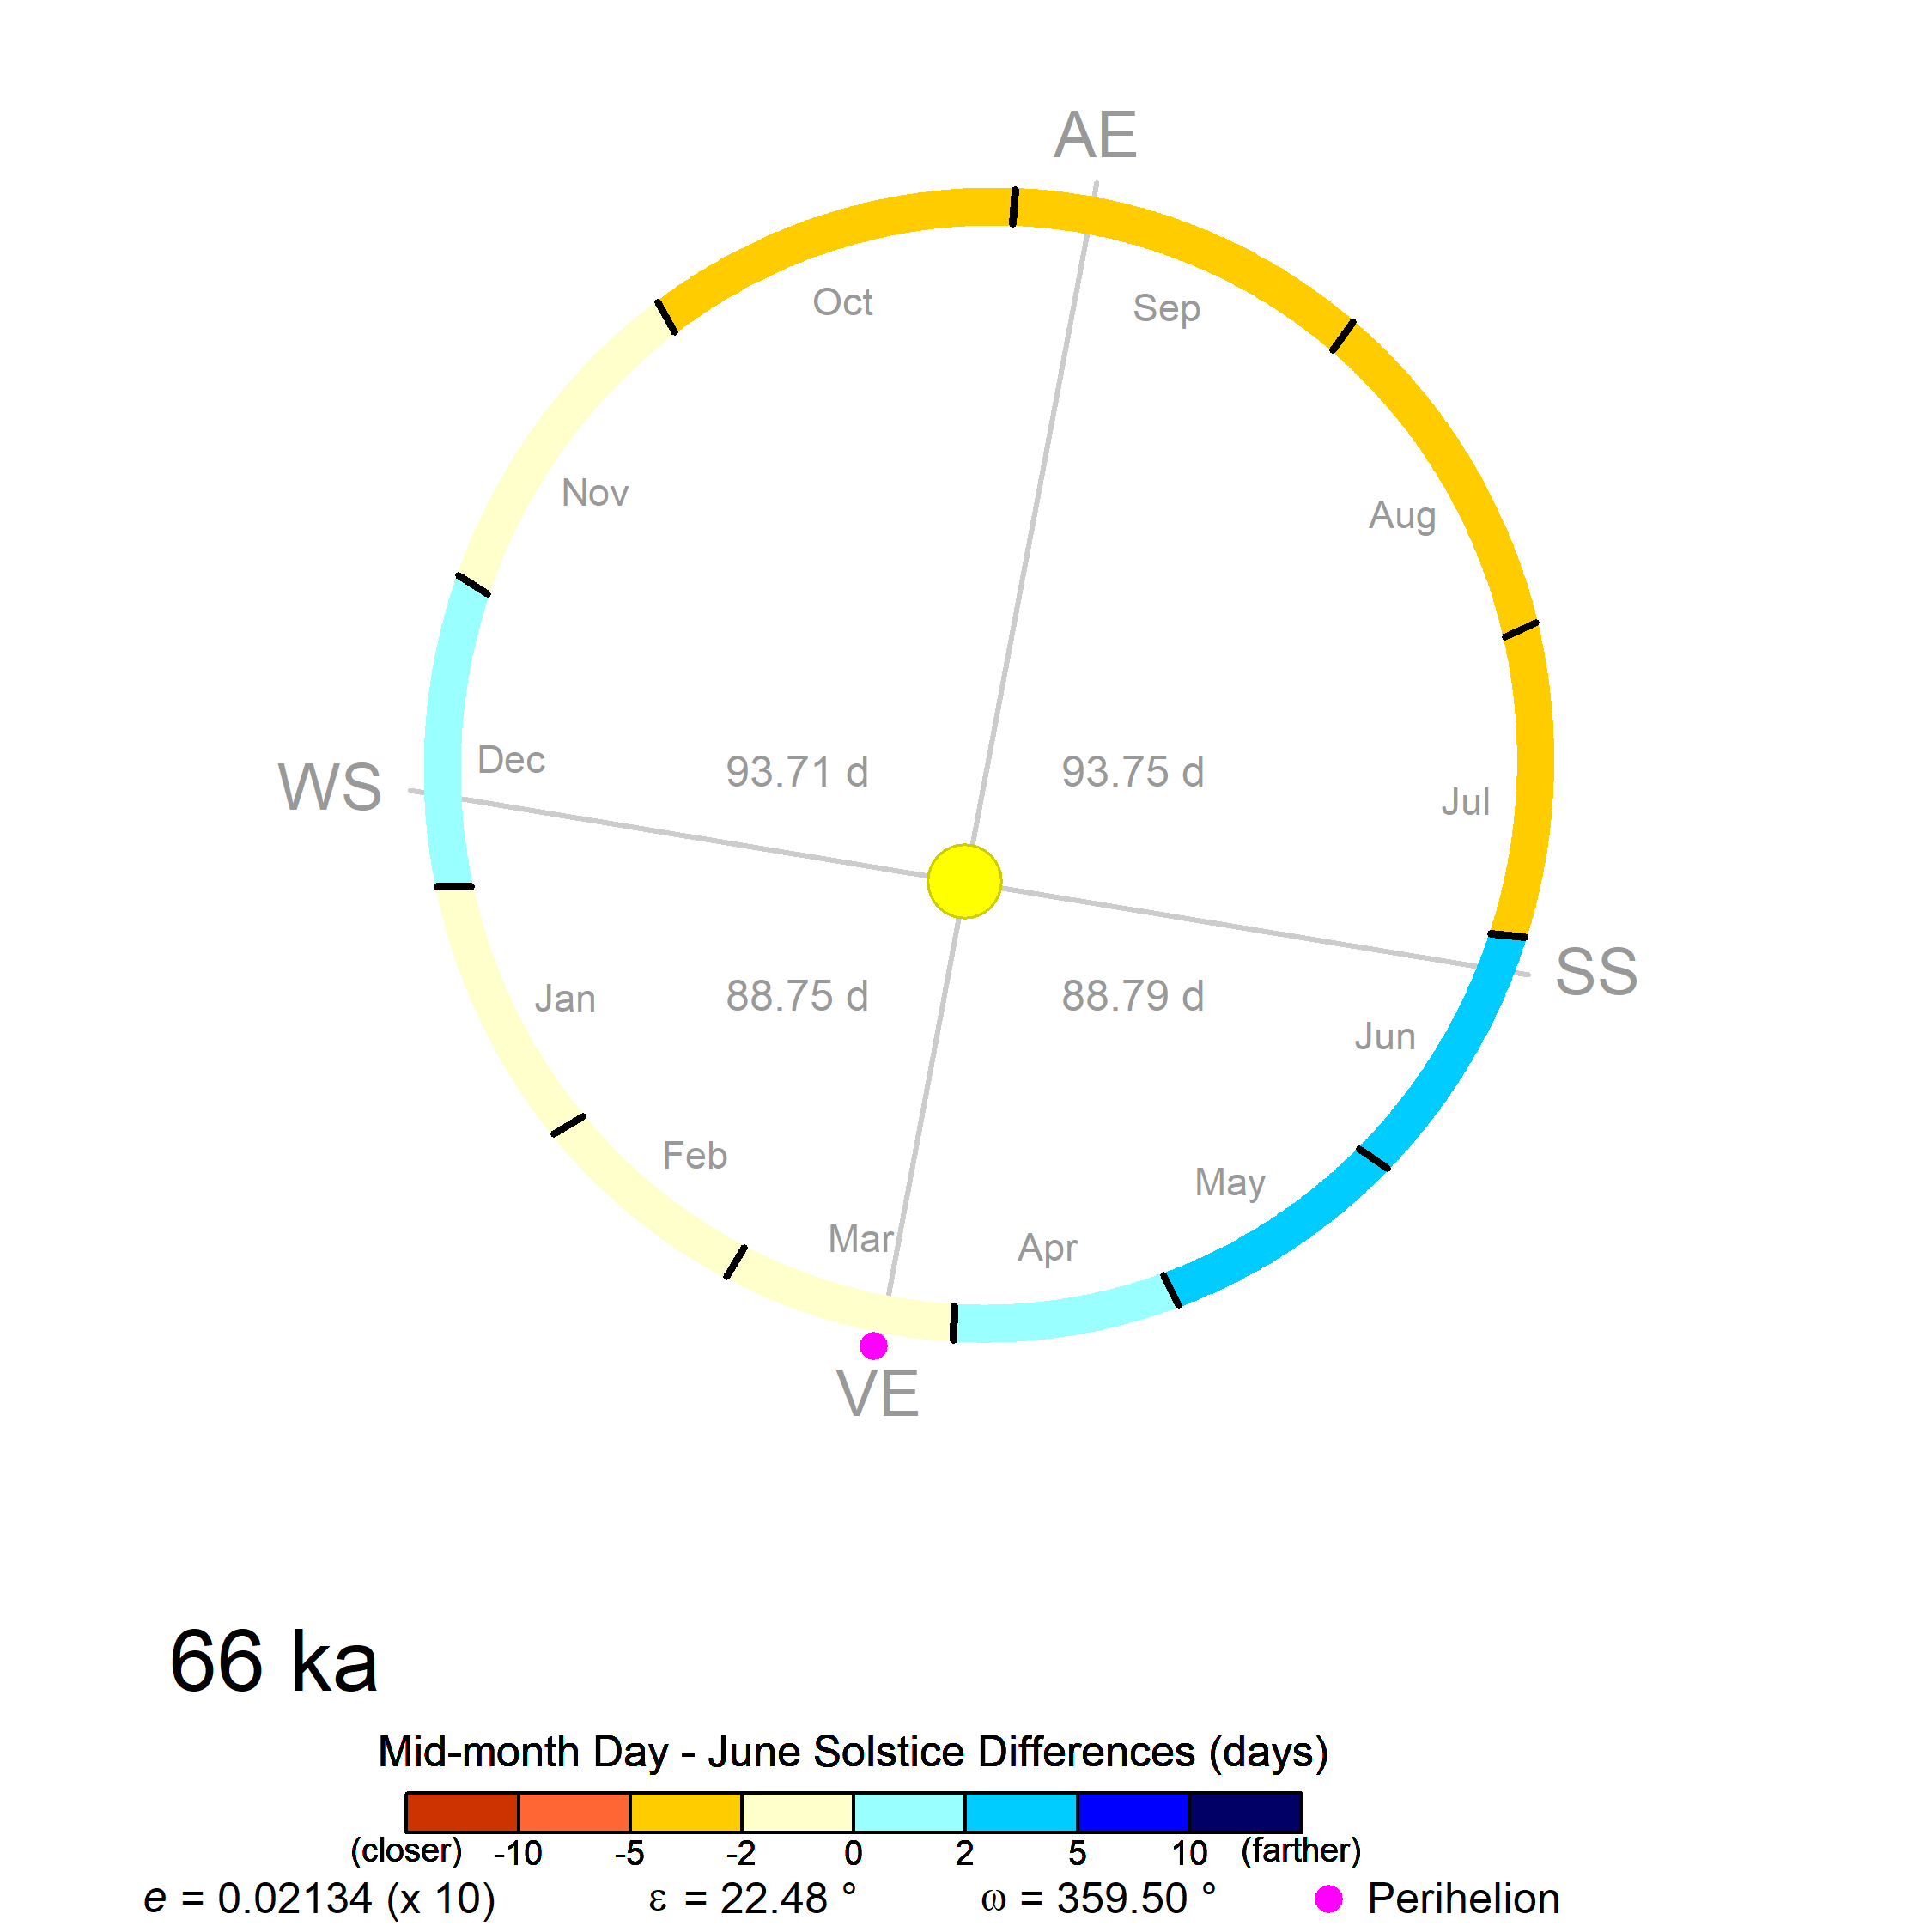 AE
Oct
Sep
Nov
Aug
WS
Dec
93.71 d
93.75 d
Jul
SS
Jan
88.75 d
88.79 d
Jun
Feb
May
Mar
Apr
VE
66 ka
Mid-month Day - June Solstice Differences (days)
(closer) -10 -5 -2 0 2 5 10 (farther)
e = 0.02134 (x 10) ε = 22.48 ° ω = 359.50 ° Perihelion